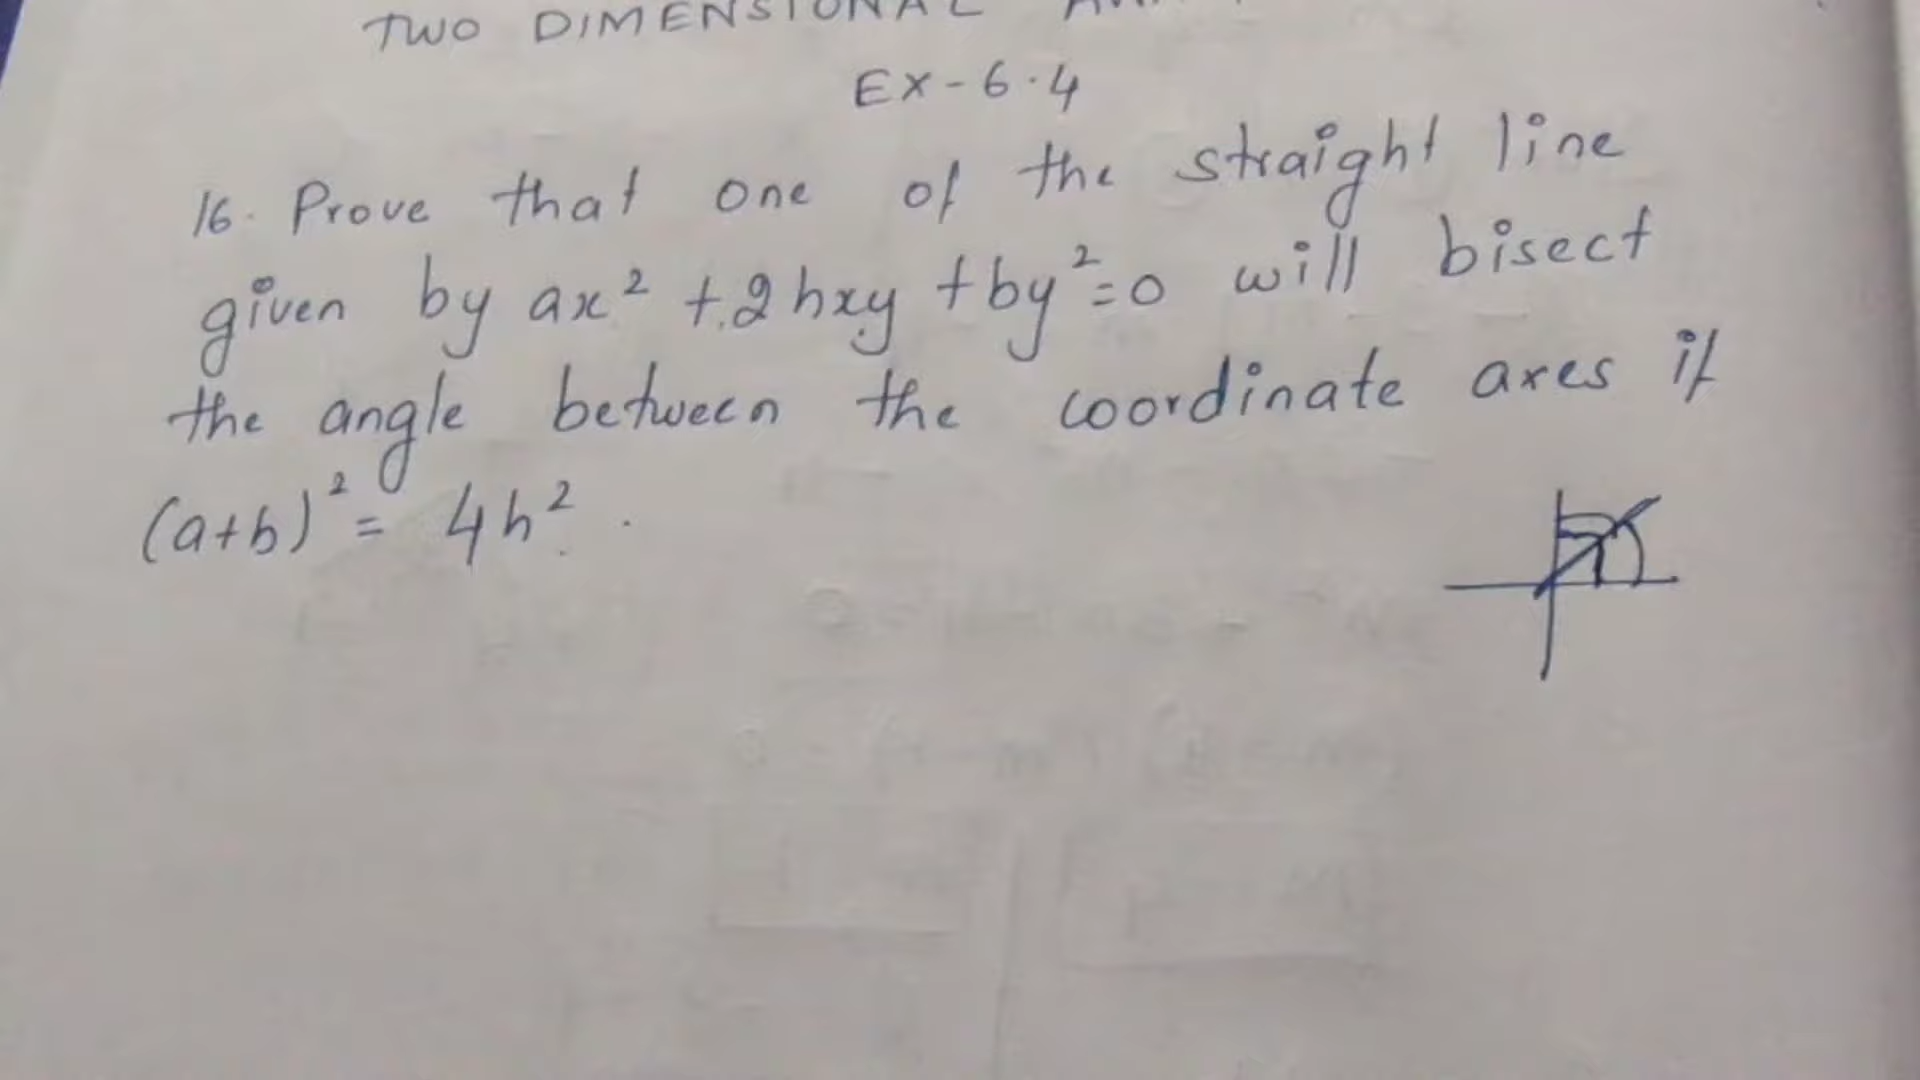 TWO DIMENSIONAL
EX-6.4
16. Prove that one of the straight line
given by ax² + 2hxy + by² = 0 will bisect
the angle between the coordinate axes if
(a+b)² = 4h².